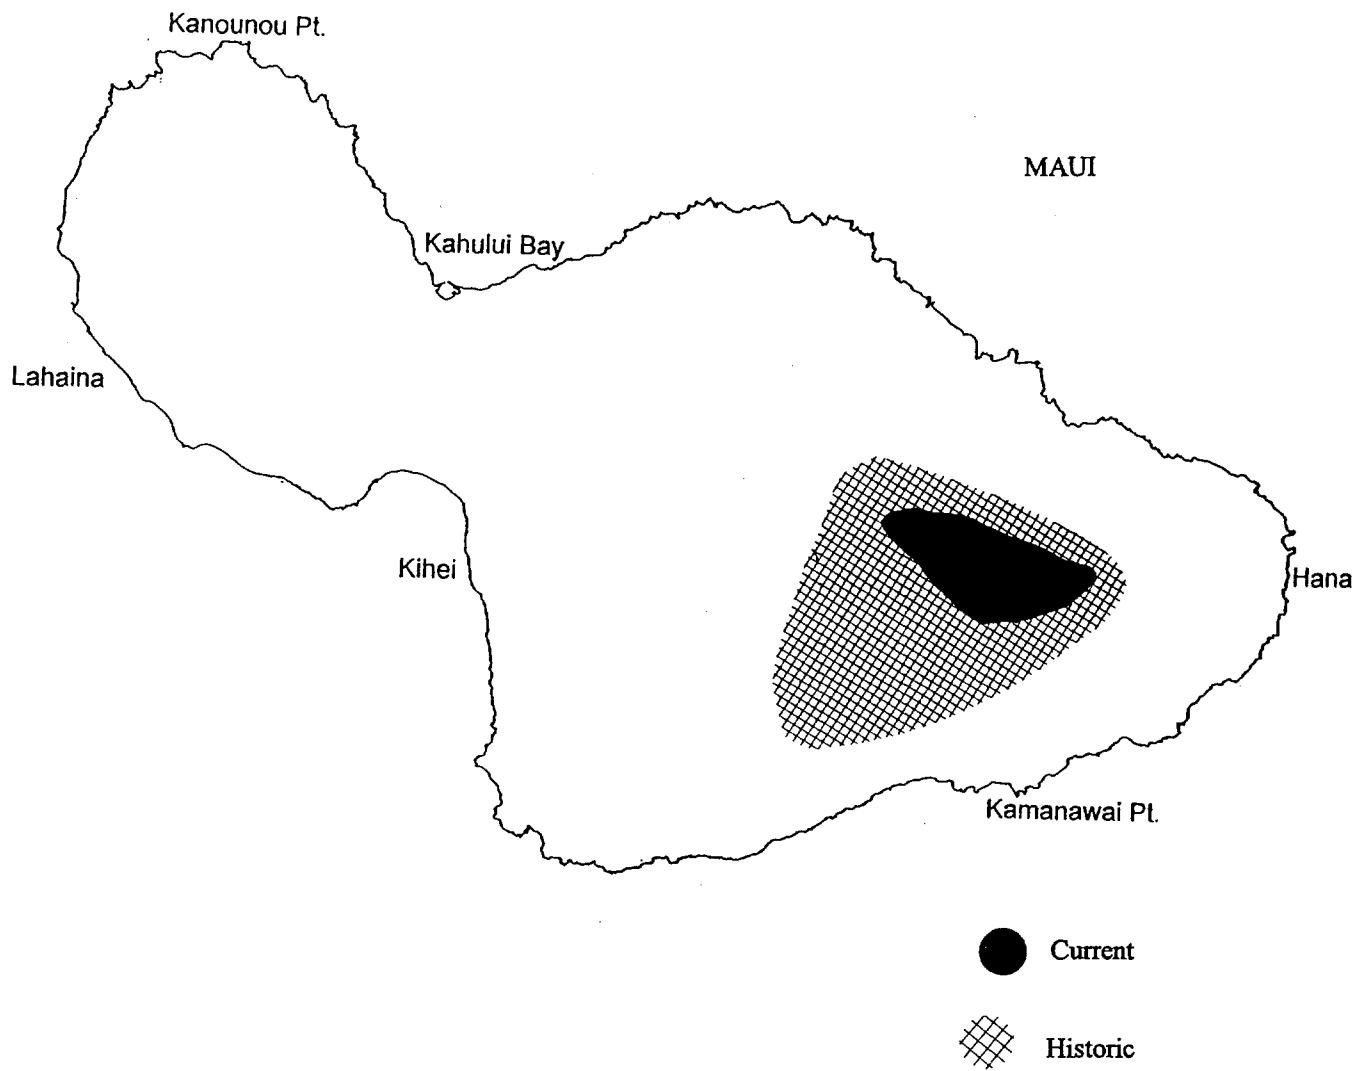 Kanounou Pt.
MAUI
Kahului Bay
Lahaina
Kihei
Hana
Kamanawai Pt.
Current
Historic